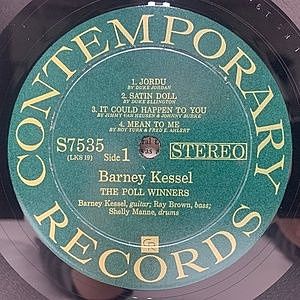 CONTEMPORARY
1. JORDU
BY DUKE JORDAN
2. SATIN DOLL
BY DUKE ELLINGTON
3. IT COULD HAPPEN TO YOU
BY JIMMY VAN HEUSEN & JOHNNY BURKE
4. MEAN TO ME
BY ROY TURK & FRED E. AHLERT
S7535
(LKS 19) Side 1
STEREO
Barney Kessel
THE POLL WINNERS
Barney Kessel, guitar; Ray Brown, bass;
Shelly Manne, drums
RECORDS